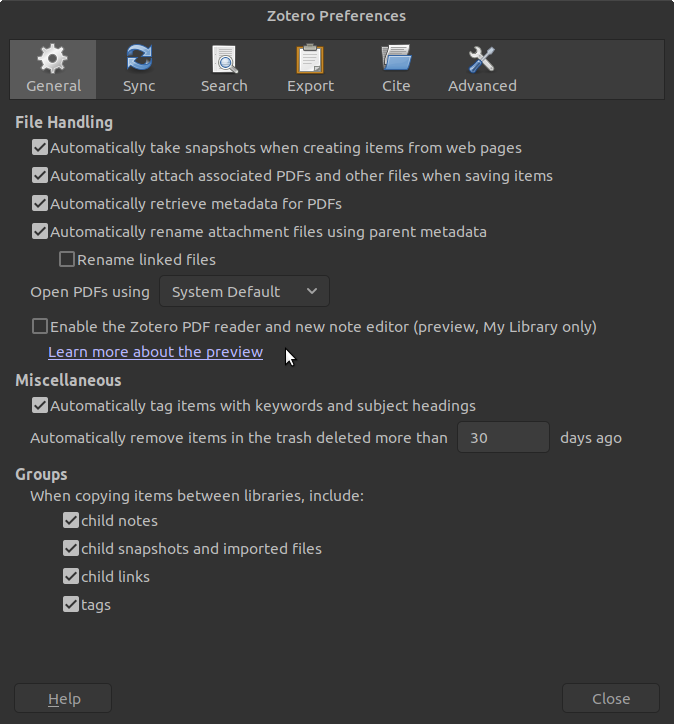 Zotero Preferences
General Sync Search Export Cite Advanced
File Handling
Automatically take snapshots when creating items from web pages
Automatically attach associated PDFs and other files when saving items
Automatically retrieve metadata for PDFs
Automatically rename attachment files using parent metadata
Rename linked files
Open PDFs using System Default
Enable the Zotero PDF reader and new note editor (preview, My Library only)
Learn more about the preview
Miscellaneous
Automatically tag items with keywords and subject headings
Automatically remove items in the trash deleted more than 30 days ago
Groups
When copying items between libraries, include:
child notes
child snapshots and imported files
child links
tags
Help Close